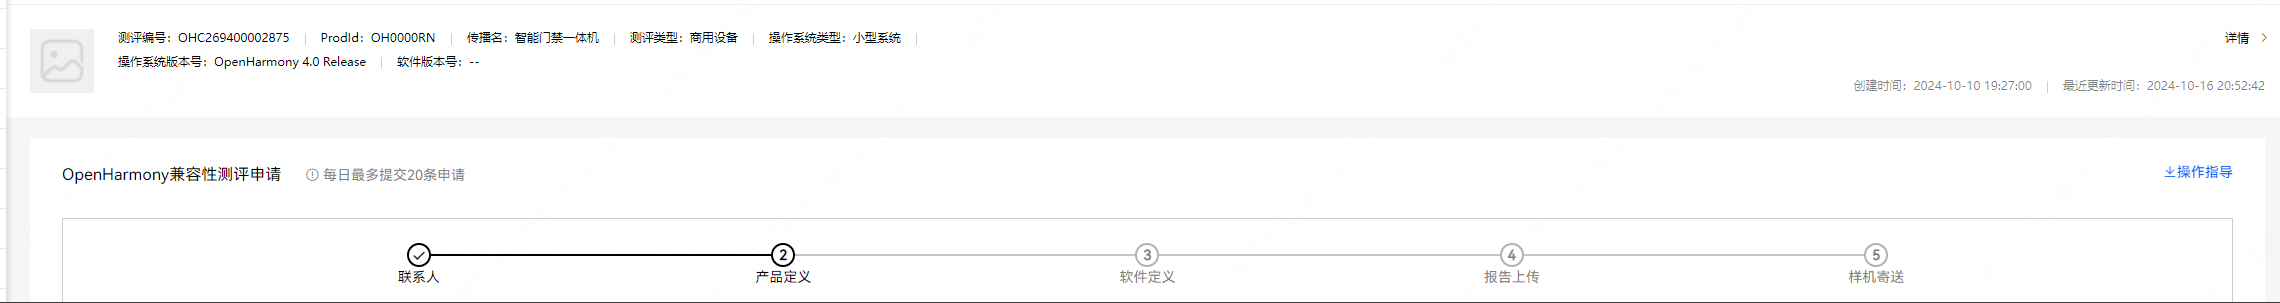 测评编号：OHC269400002875 | ProdId：OH0000RN | 传播名：智能门禁一体机 | 测评类型：商用设备 | 操作系统类型：小型系统 |
详情 >
操作系统版本号：OpenHarmony 4.0 Release | 软件版本号：--
创建时间：2024-10-10 19:27:00 | 最近更新时间：2024-10-16 20:52:42
OpenHarmony兼容性测评申请 每日最多提交20条申请
操作指导
2 3 4 5
联系人 产品定义 软件定义 报告上传 样机寄送